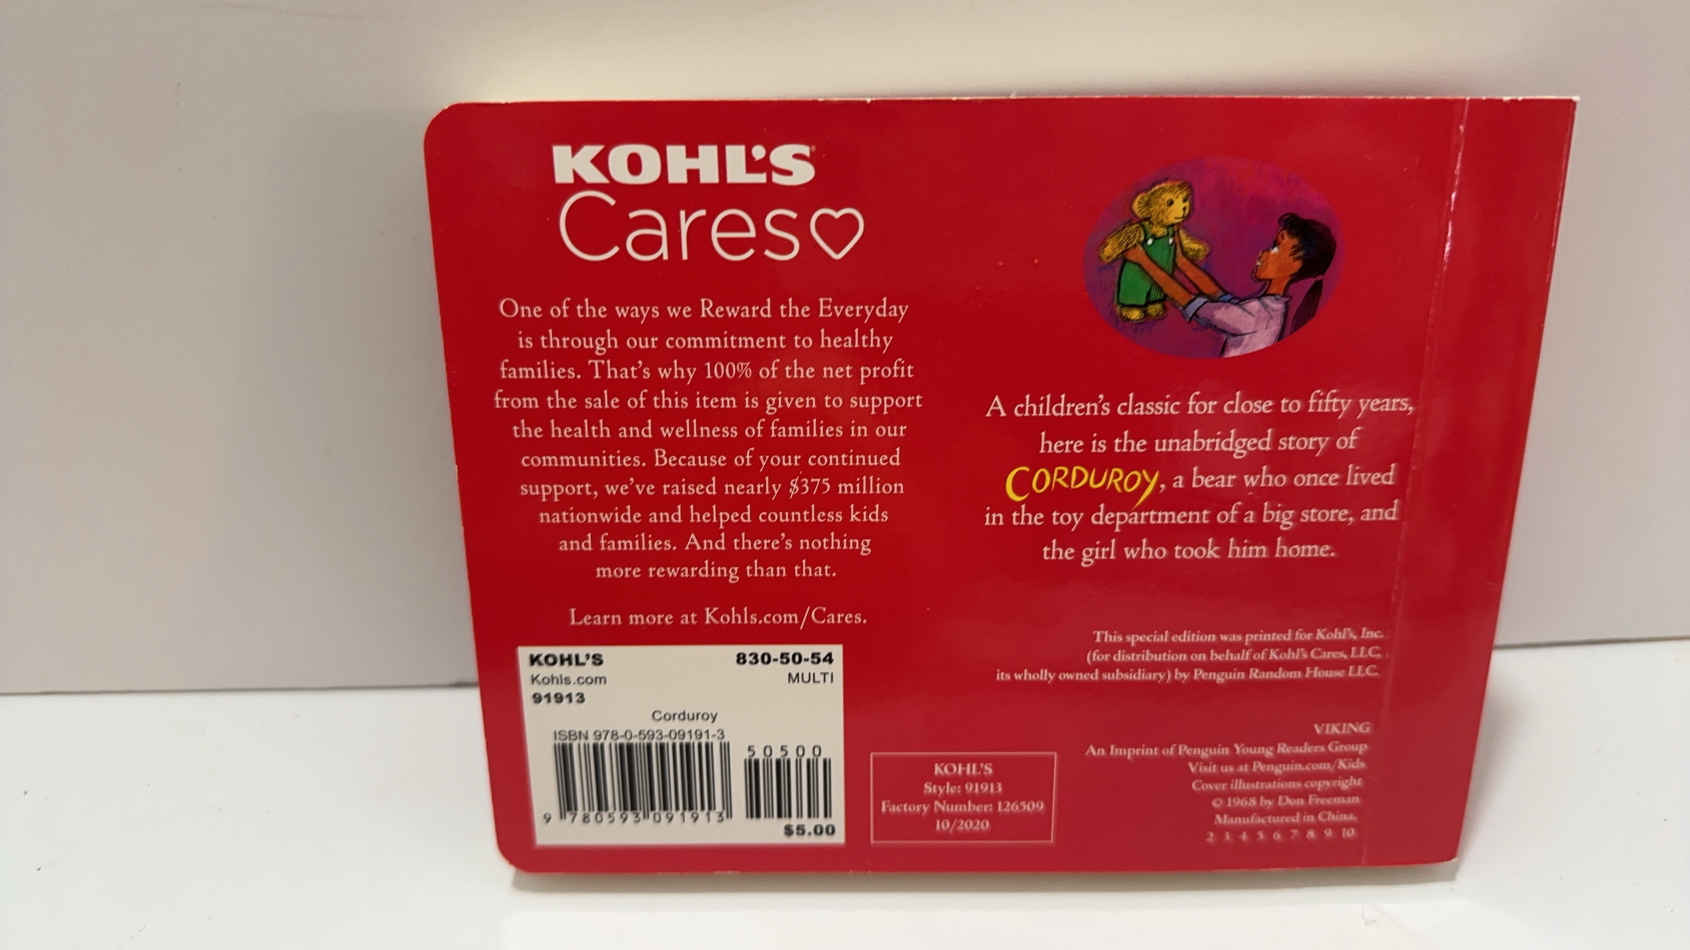 KOHL'S
Cares
One of the ways we Reward the Everyday
is through our commitment to healthy
families. That's why 100% of the net profit
from the sale of this item is given to support
the health and wellness of families in our
communities. Because of your continued
support, we've raised nearly $375 million
nationwide and helped countless kids
and families. And there's nothing
more rewarding than that.
Learn more at Kohls.com/Cares.
KOHL'S 830-50-54
Kohls.com MULTI
91913
Corduroy
ISBN 978-0-593-09191-3
50500
9 780593 091913
$5.00
A children's classic for close to fifty years,
here is the unabridged story of
CORDUROY, a bear who once lived
in the toy department of a big store, and
the girl who took him home.
This special edition was printed for Kohl's, Inc.
(for distribution on behalf of Kohl's Cares, LLC,
its wholly owned subsidiary) by Penguin Random House LLC.
KOHL'S
Style: 91913
Factory Number: 126509
10/2020
VIKING
An Imprint of Penguin Young Readers Group
Visit us at Penguin.com/Kids
Cover illustrations copyright
© 1968 by Don Freeman
Manufactured in China.
2 3 4 5 6 7 8 9 10